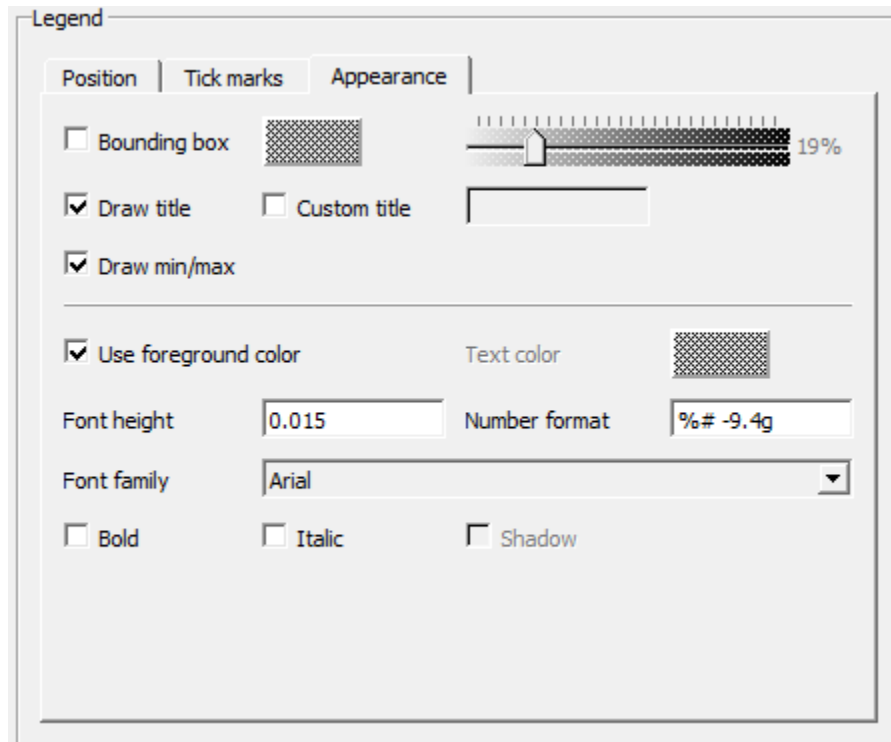 Legend
Position Tick marks Appearance
Bounding box 19%
Draw title Custom title
Draw min/max
Use foreground color Text color
Font height 0.015 Number format %# -9.4g
Font family Arial
Bold Italic Shadow